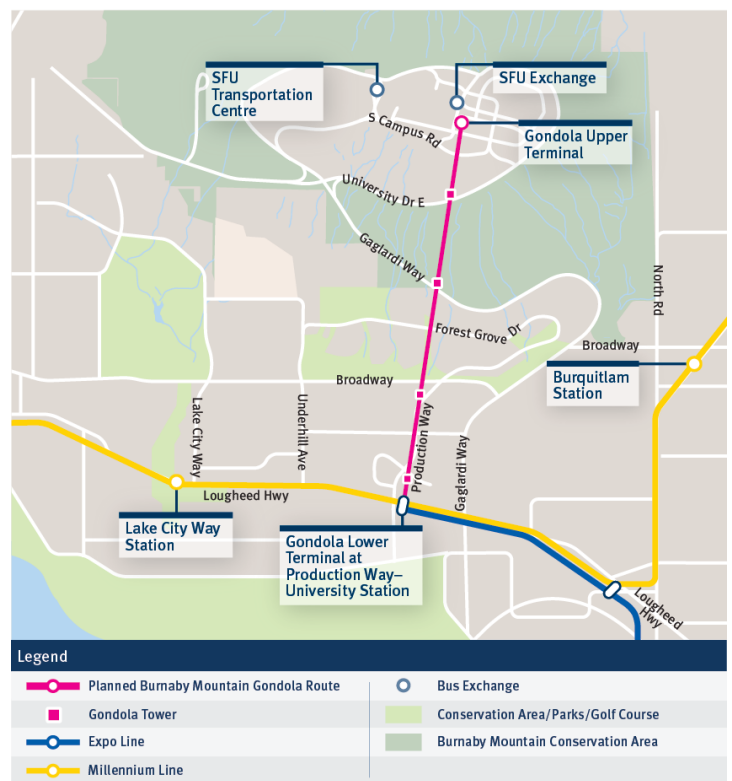 SFU
Transportation
Centre
SFU Exchange
S Campus Rd
Gondola Upper
Terminal
University Dr E
Gaglardi Way
North Rd
Forest Grove Dr
Broadway
Burquitlam
Station
Broadway
Lake City Way
Underhill Ave
Production Way
Gaglardi Way
Lougheed Hwy
Lake City Way
Station
Gondola Lower
Terminal at
Production Way–
University Station
Lougheed
Hwy
Legend
Planned Burnaby Mountain Gondola Route
Bus Exchange
Gondola Tower
Conservation Area/Parks/Golf Course
Expo Line
Burnaby Mountain Conservation Area
Millennium Line